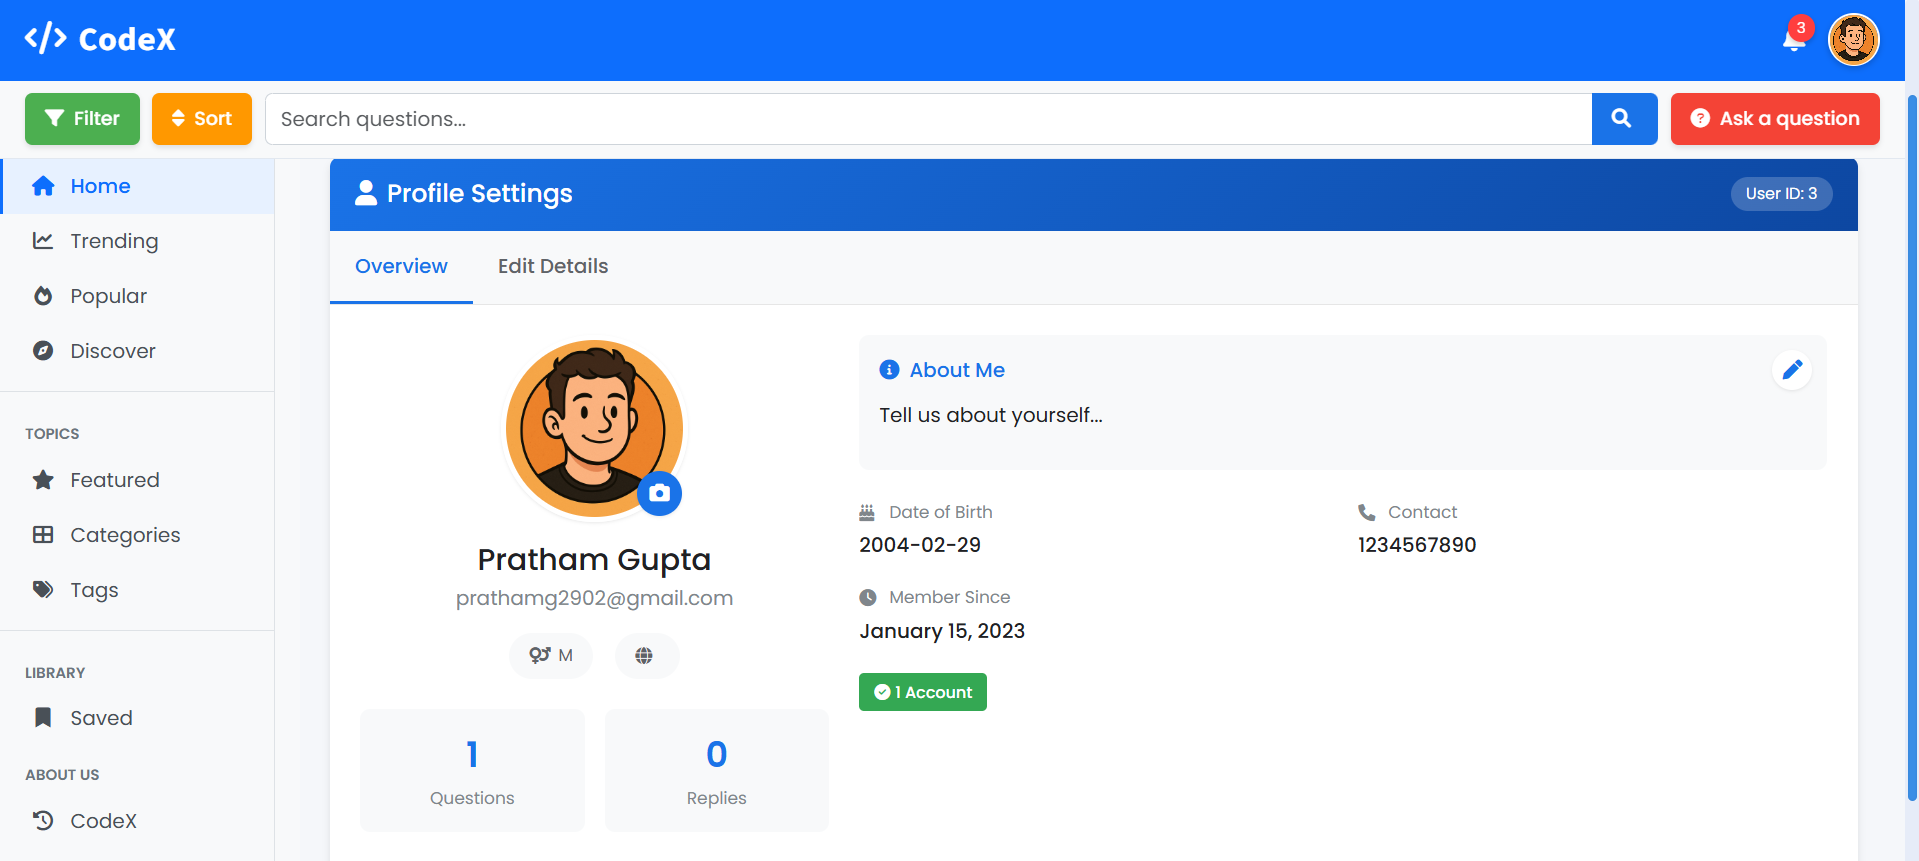 </> CodeX
3
Filter
Sort
Search questions...
Ask a question
Home
Trending
Popular
Discover
TOPICS
Featured
Categories
Tags
LIBRARY
Saved
ABOUT US
CodeX
Profile Settings
User ID: 3
Overview
Edit Details
Pratham Gupta
prathamg2902@gmail.com
M
1
Questions
0
Replies
About Me
Tell us about yourself...
Date of Birth
2004-02-29
Contact
1234567890
Member Since
January 15, 2023
1 Account